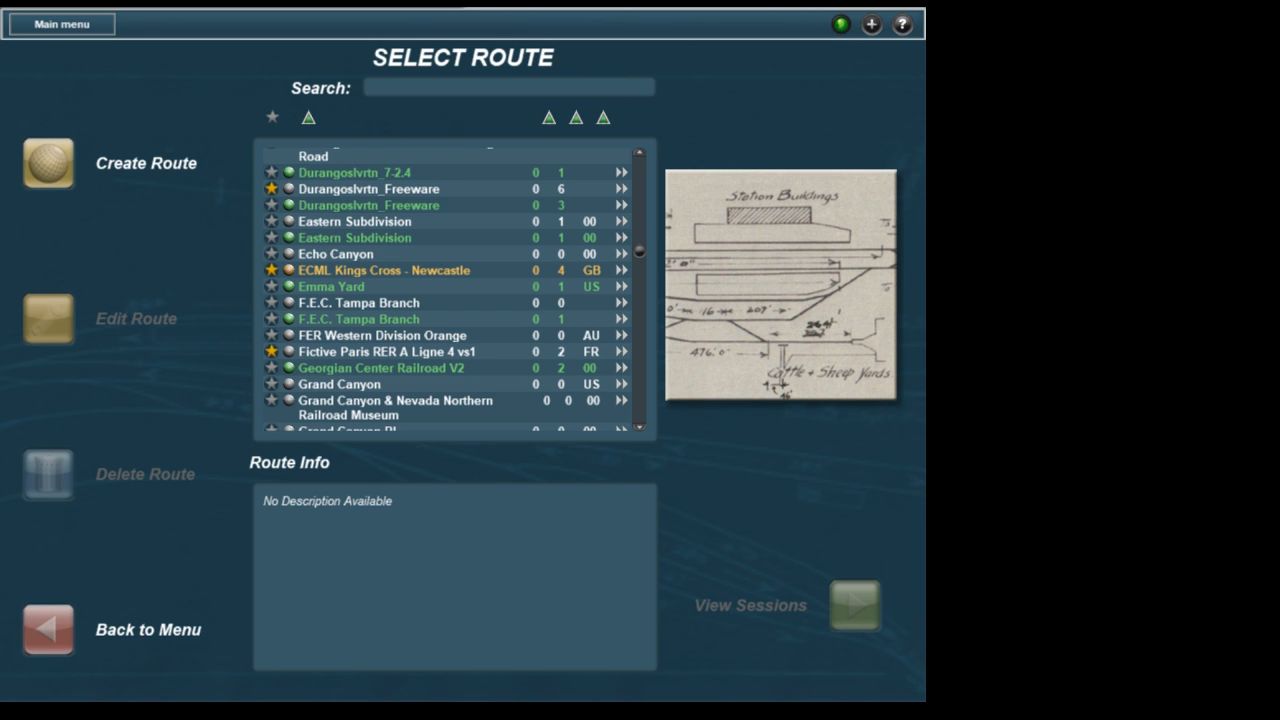 Main menu
SELECT ROUTE
Search:
Create Route
Edit Route
Delete Route
Back to Menu
Road
Durangoslvrtn_7-2.4 0 1
Durangoslvrtn_Freeware 0 6
Durangoslvrtn_Freeware 0 3
Eastern Subdivision 0 1 00
Eastern Subdivision 0 1 00
Echo Canyon 0 0 00
ECML Kings Cross - Newcastle 0 4 GB
Emma Yard 0 1 US
F.E.C. Tampa Branch 0 0
F.E.C. Tampa Branch 0 1
FER Western Division Orange 0 0 AU
Fictive Paris RER A Ligne 4 vs1 0 2 FR
Georgian Center Railroad V2 0 2 00
Grand Canyon 0 0 US
Grand Canyon & Nevada Northern 0 0 00
Railroad Museum
Route Info
No Description Available
Station Buildings
16
207'
476.0'
Cattle + Sheep Yards
View Sessions